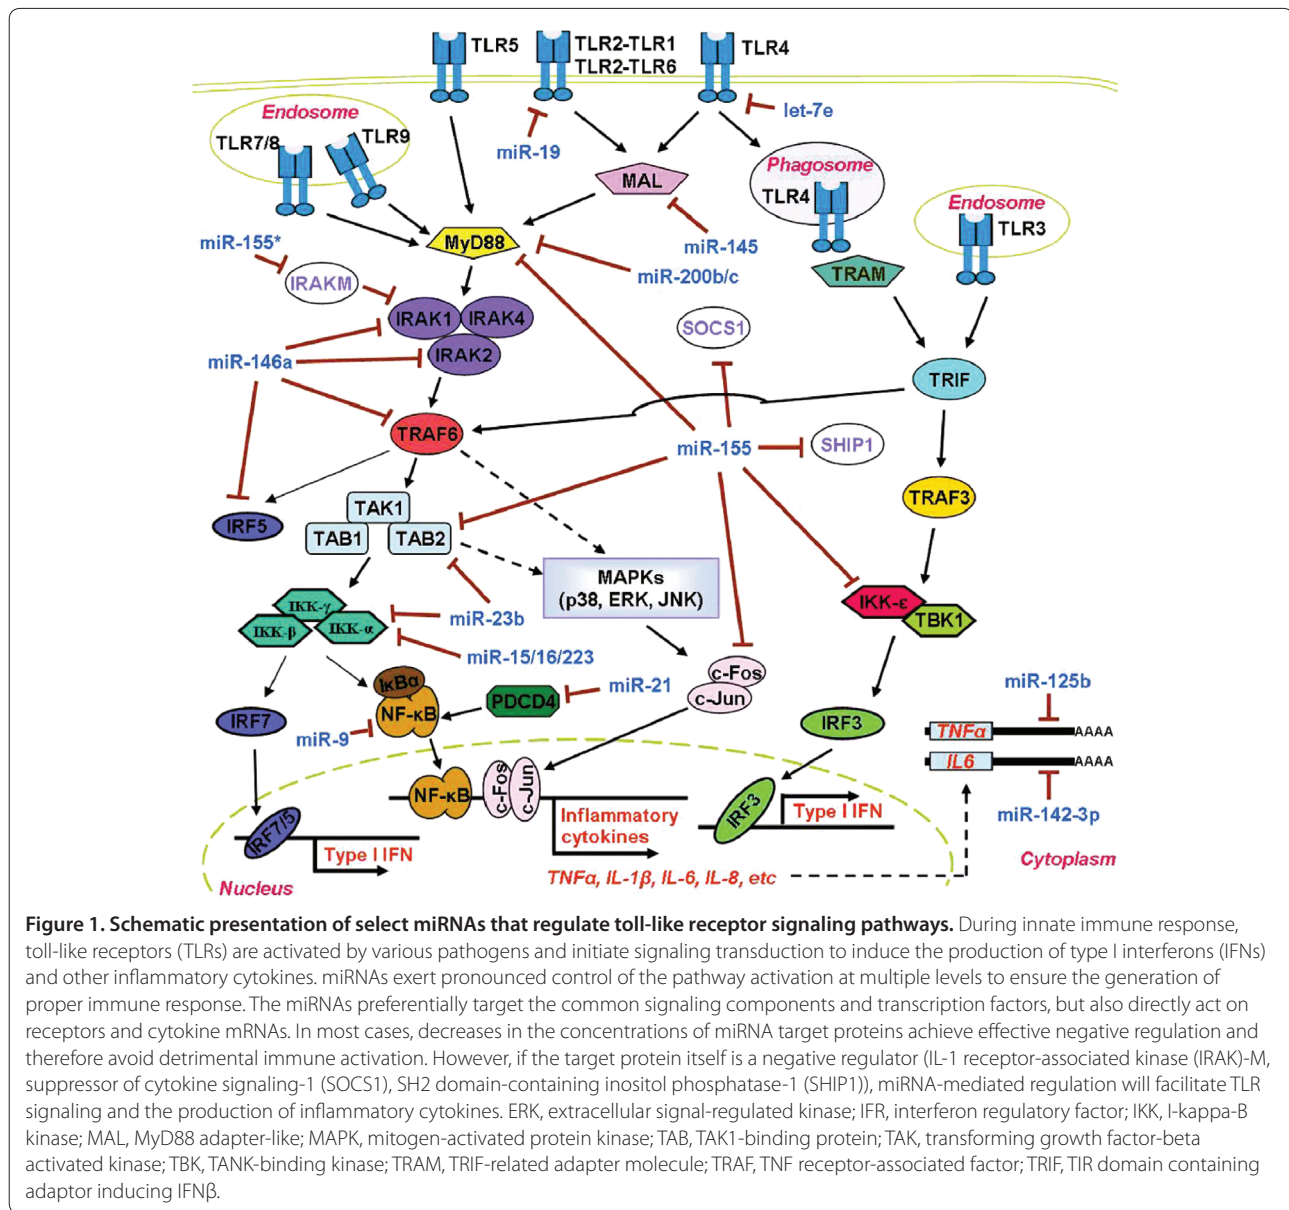 TLR5
TLR2-TLR1
TLR2-TLR6
TLR4
let-7e
Endosome
TLR7/8
TLR9
miR-19
MAL
Phagosome
TLR4
Endosome
TLR3
miR-155*
MyD88
miR-145
miR-200b/c
TRAM
IRAKM
IRAK1
IRAK4
IRAK2
SOCS1
miR-146a
TRIF
TRAF6
miR-155
SHIP1
TRAF3
IRF5
TAK1
TAB1
TAB2
MAPKs
(p38, ERK, JNK)
IKK-ε
TBK1
IKK-γ
IKK-β
IKK-α
miR-23b
miR-15/16/223
c-Fos
c-Jun
miR-21
PDCD4
IκBα
NF-κB
miR-9
IRF7
IRF3
miR-125b
TNFα
AAAA
IL6
AAAA
miR-142-3p
NF-κB
c-Fos
c-Jun
Inflammatory
cytokines
IRF3
Type I IFN
IRF7/5
Type I IFN
TNFα, IL-1β, IL-6, IL-8, etc
Nucleus
Cytoplasm
Figure 1. Schematic presentation of select miRNAs that regulate toll-like receptor signaling pathways. During innate immune response,
toll-like receptors (TLRs) are activated by various pathogens and initiate signaling transduction to induce the production of type I interferons (IFNs)
and other inflammatory cytokines. miRNAs exert pronounced control of the pathway activation at multiple levels to ensure the generation of
proper immune response. The miRNAs preferentially target the common signaling components and transcription factors, but also directly act on
receptors and cytokine mRNAs. In most cases, decreases in the concentrations of miRNA target proteins achieve effective negative regulation and
therefore avoid detrimental immune activation. However, if the target protein itself is a negative regulator (IL-1 receptor-associated kinase (IRAK)-M,
suppressor of cytokine signaling-1 (SOCS1), SH2 domain-containing inositol phosphatase-1 (SHIP1)), miRNA-mediated regulation will facilitate TLR
signaling and the production of inflammatory cytokines. ERK, extracellular signal-regulated kinase; IFR, interferon regulatory factor; IKK, I-kappa-B
kinase; MAL, MyD88 adapter-like; MAPK, mitogen-activated protein kinase; TAB, TAK1-binding protein; TAK, transforming growth factor-beta
activated kinase; TBK, TANK-binding kinase; TRAM, TRIF-related adapter molecule; TRAF, TNF receptor-associated factor; TRIF, TIR domain containing
adaptor inducing IFNβ.